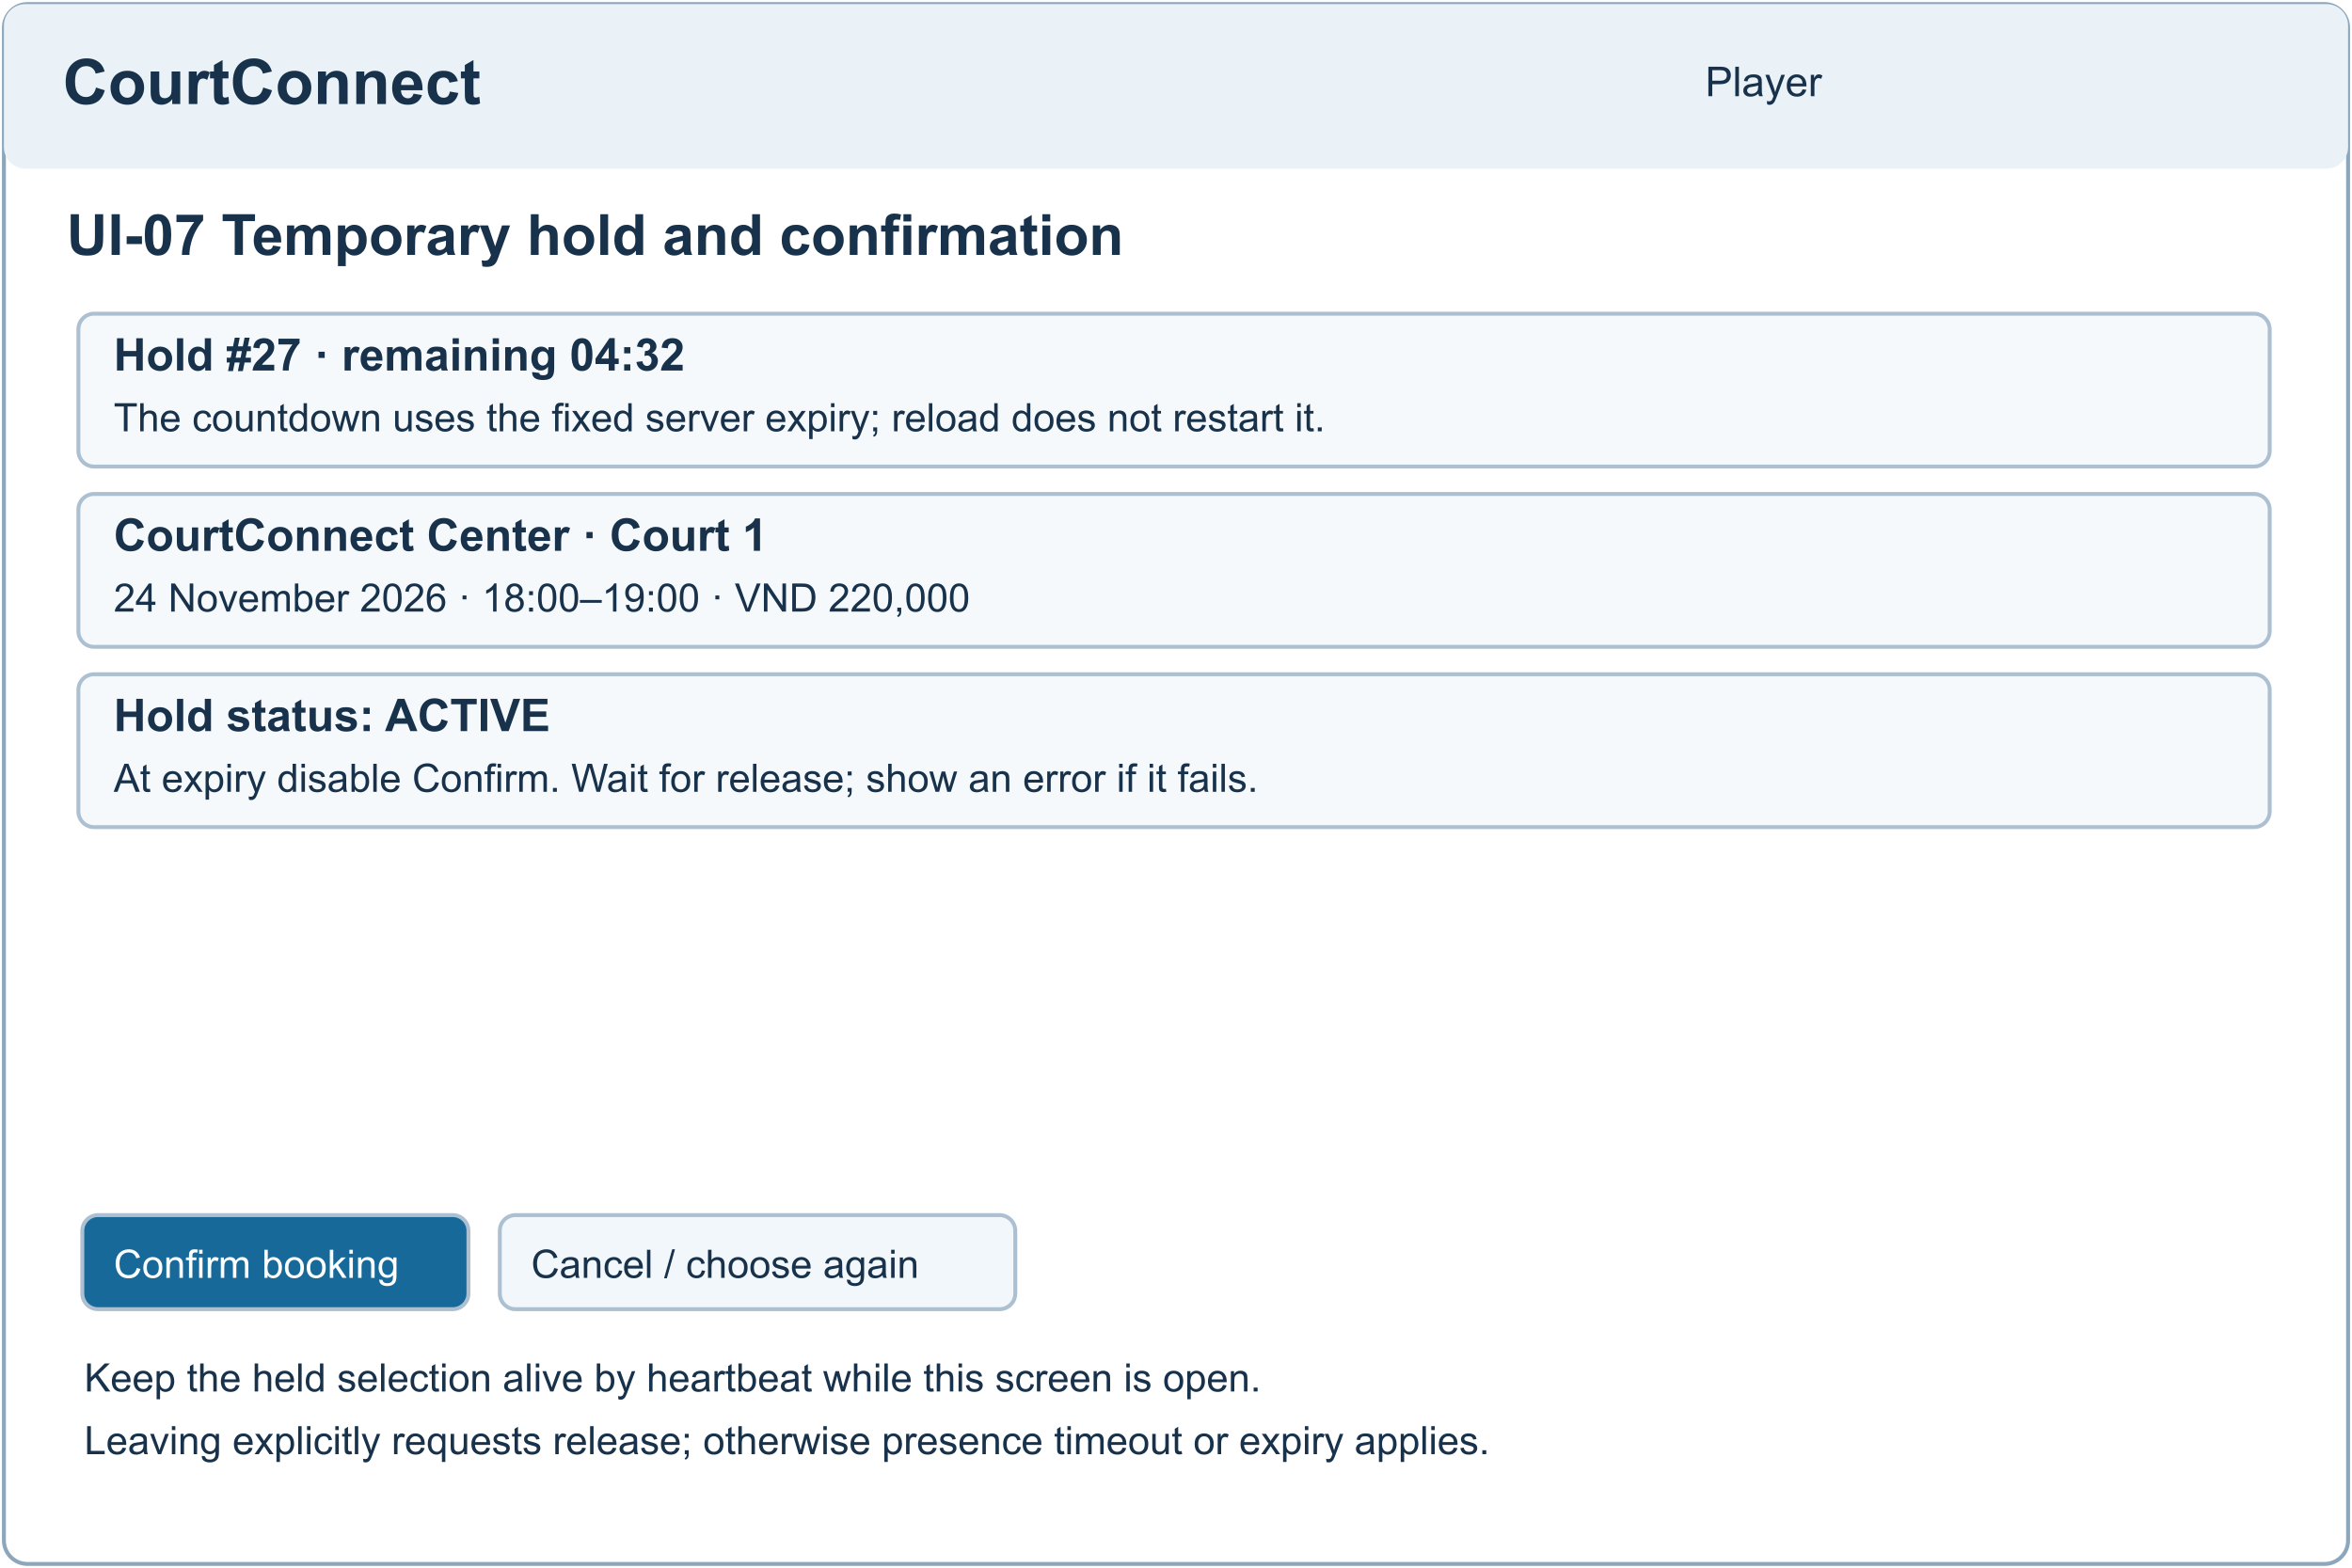 CourtConnect
Player
UI-07 Temporary hold and confirmation
Hold #27 · remaining 04:32
The countdown uses the fixed server expiry; reload does not restart it.
CourtConnect Center · Court 1
24 November 2026 · 18:00–19:00 · VND 220,000
Hold status: ACTIVE
At expiry disable Confirm. Wait for release; show an error if it fails.
Confirm booking
Cancel / choose again
Keep the held selection alive by heartbeat while this screen is open.
Leaving explicitly requests release; otherwise presence timeout or expiry applies.